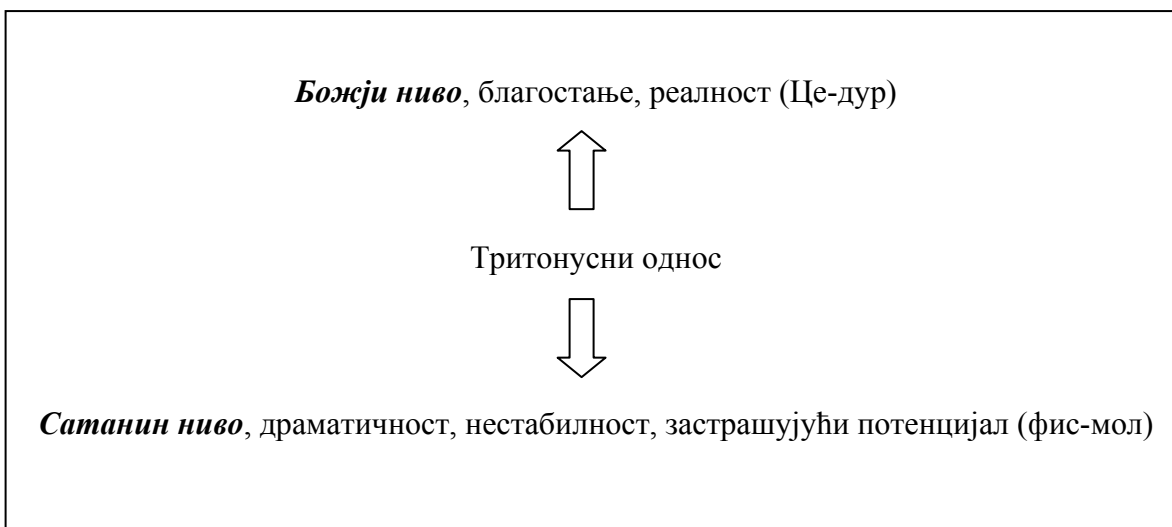 Божји ниво, благостање, реалност (Це-дур)
Тритонусни однос
Сатанин ниво, драматичност, нестабилност, застрашујући потенцијал (фис-мол)